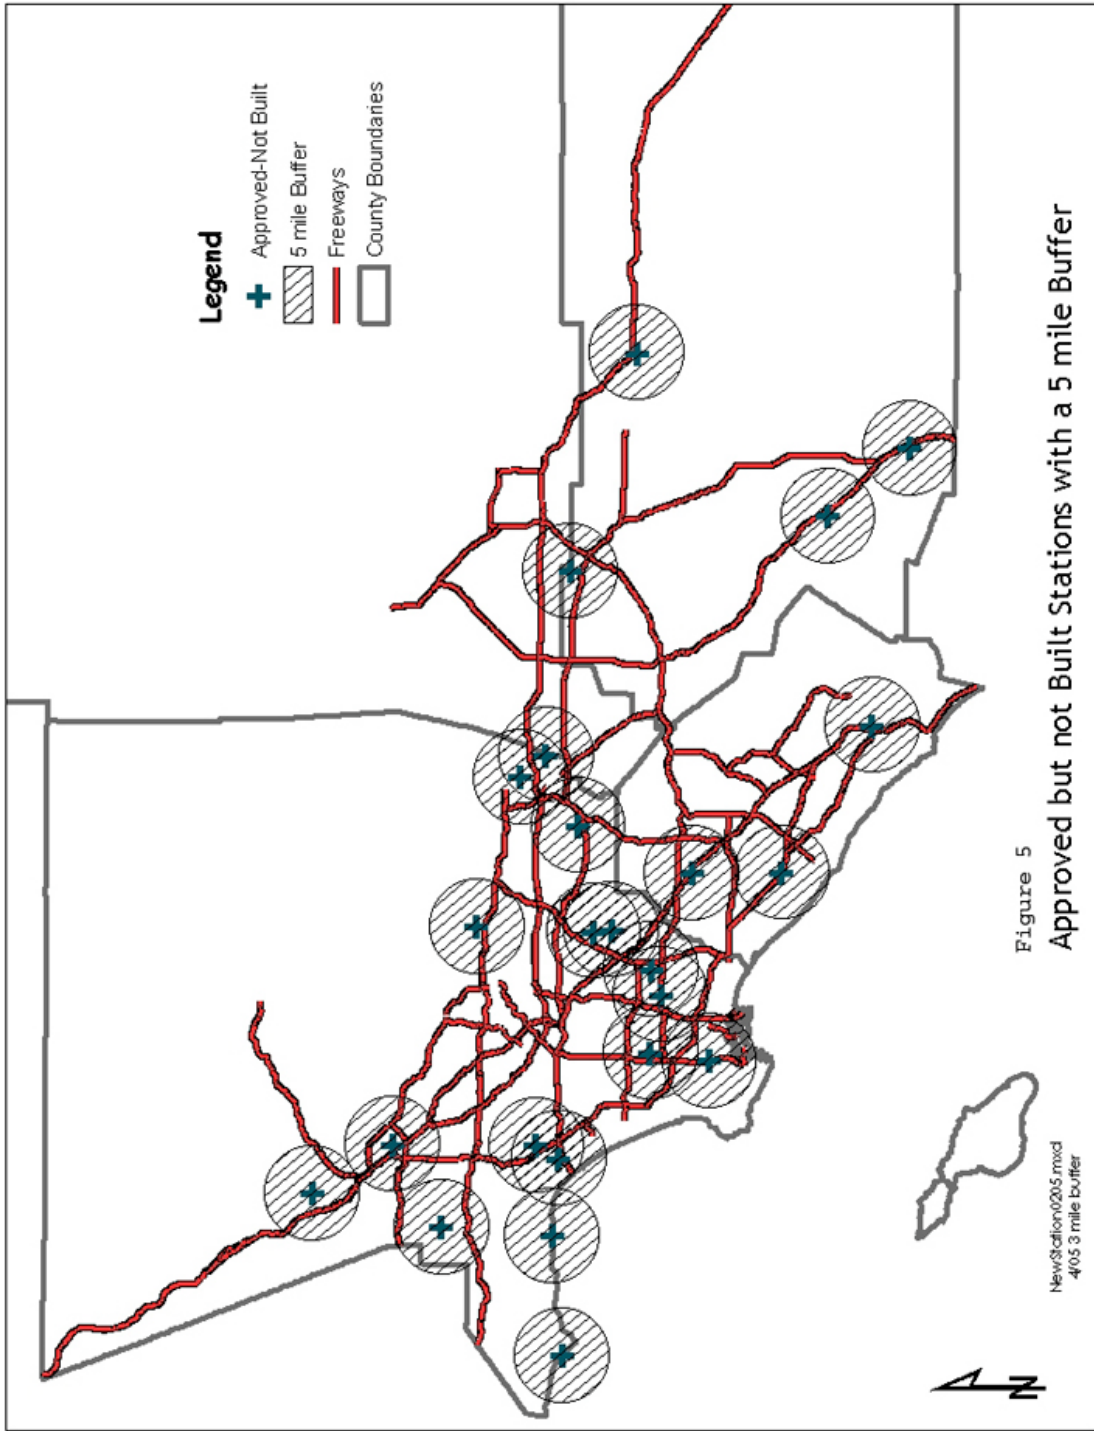 Legend
Approved-Not Built
5 mile Buffer
Freeways
County Boundaries
N
NewStation0205.mxd
4/05 3 mile buffer
Figure 5
Approved but not Built Stations with a 5 mile Buffer